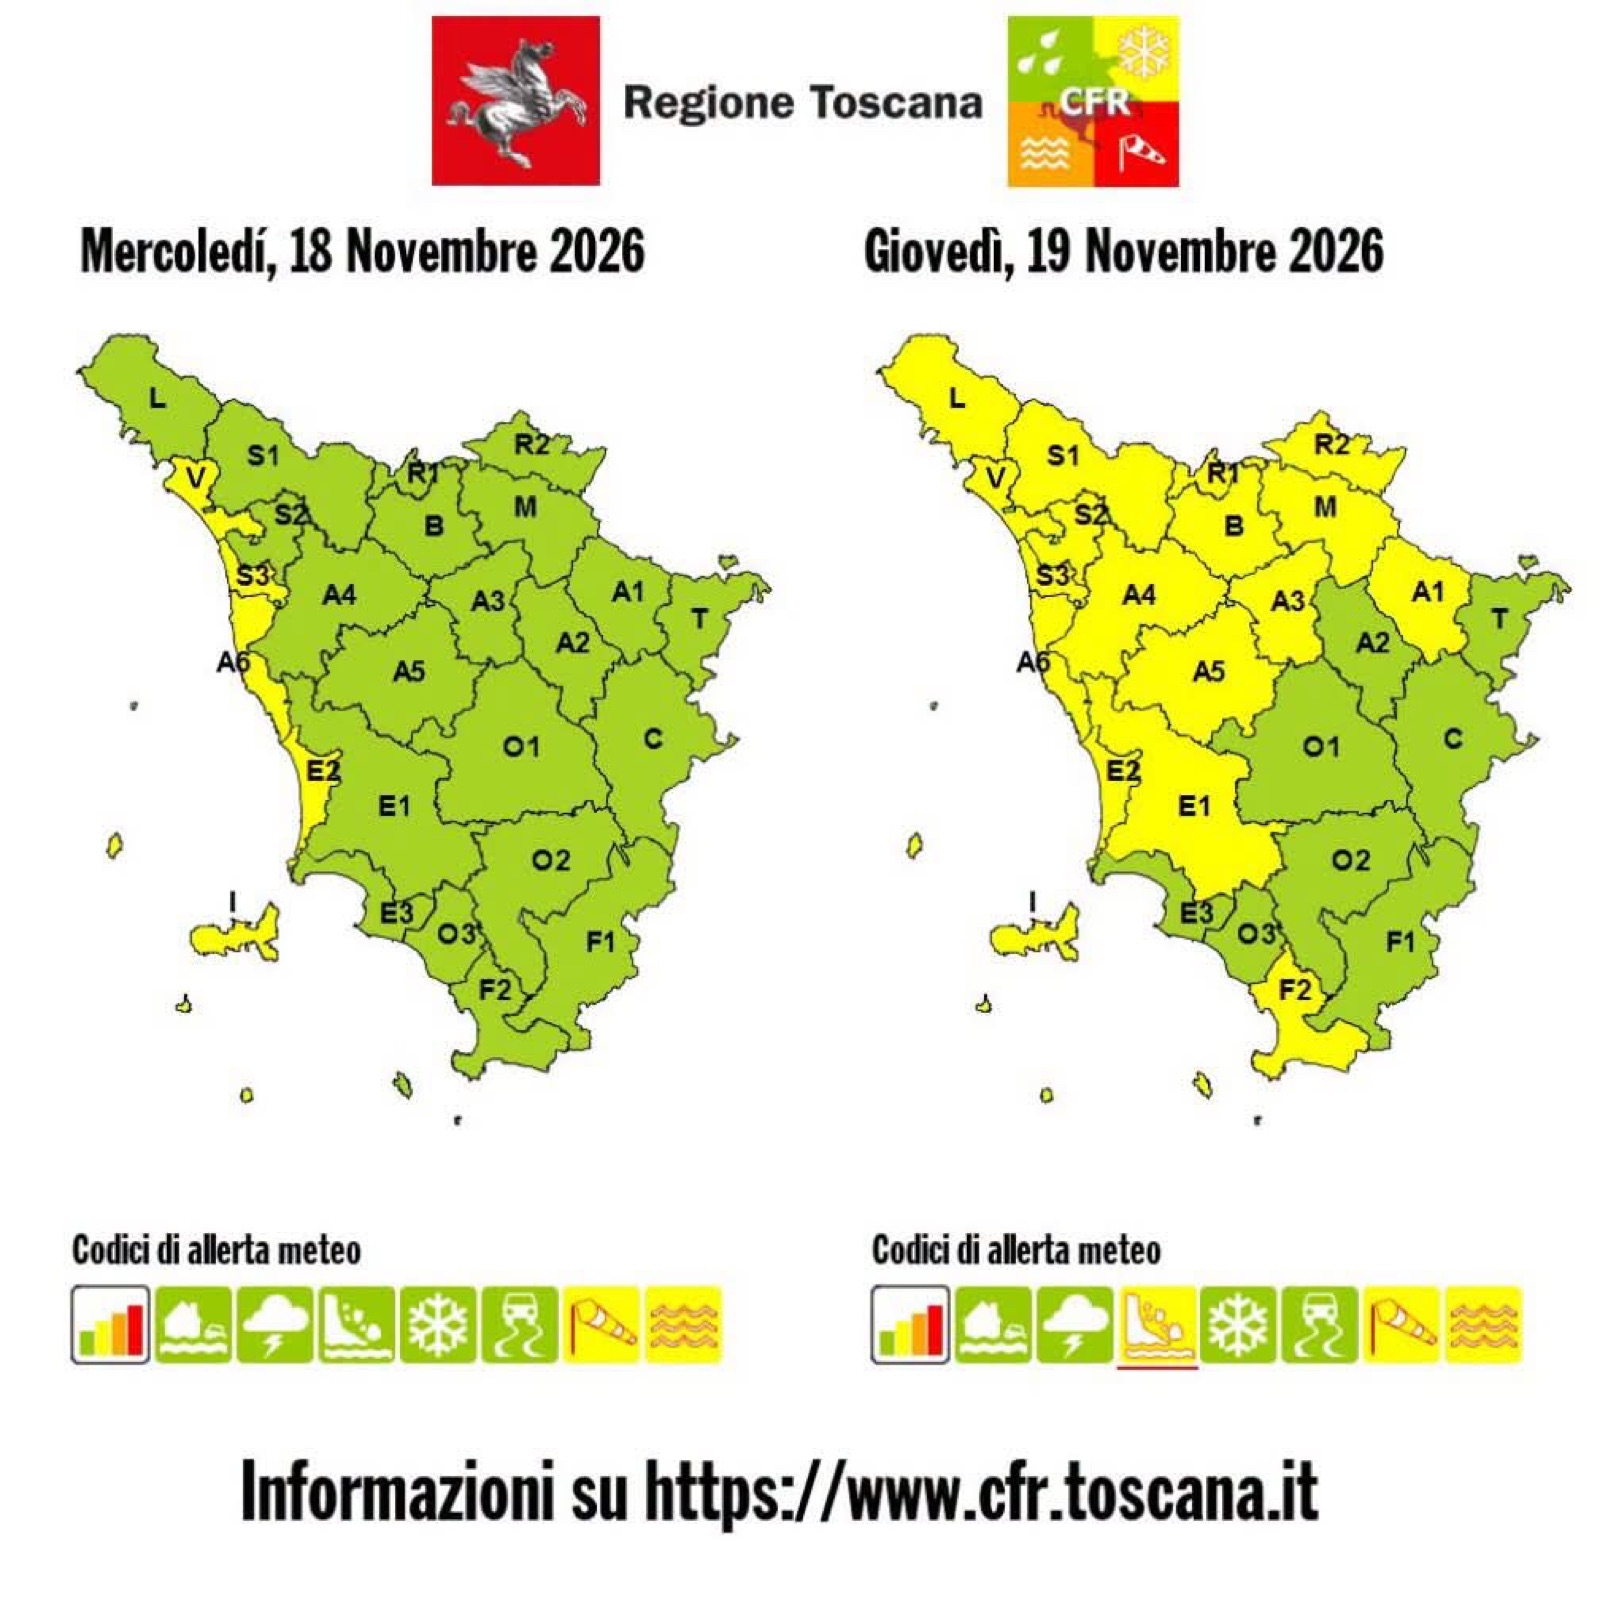 Regione Toscana
CFR
Mercoledí, 18 Novembre 2026
Giovedì, 19 Novembre 2026
L
S1
V
R1
R2
S2
B
M
S3
A4
A3
A1
T
A6
A5
A2
O1
C
E2
E1
O2
I
E3
O3
F1
F2
L
S1
V
R1
R2
S2
B
M
S3
A4
A3
A1
T
A6
A5
A2
O1
C
E2
E1
O2
I
E3
O3
F1
F2
Codici di allerta meteo
Codici di allerta meteo
Informazioni su https://www.cfr.toscana.it